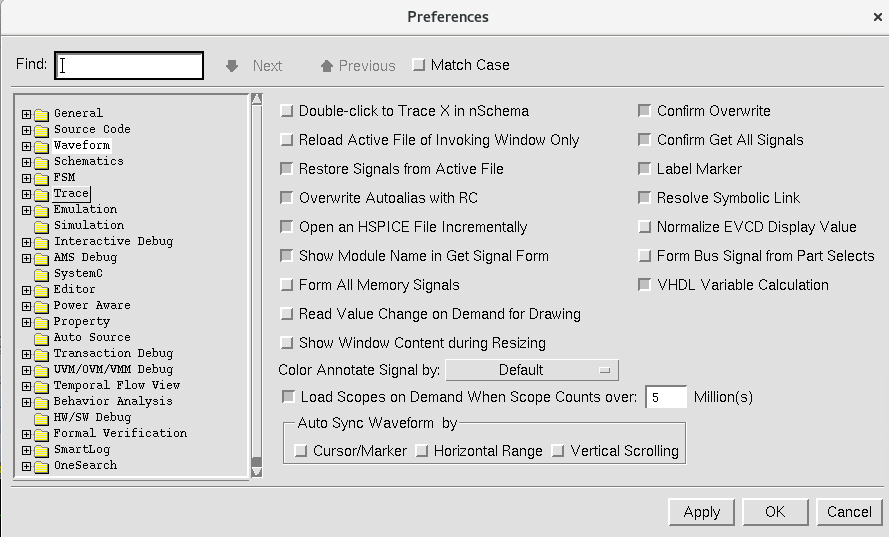 Preferences
Find: Next Previous Match Case
General
Source Code
Waveform
Schematics
FSM
Trace
Emulation
Simulation
Interactive Debug
AMS Debug
SystemC
Editor
Power Aware
Property
Auto Source
Transaction Debug
UVM/OVM/VMM Debug
Temporal Flow View
Behavior Analysis
HW/SW Debug
Formal Verification
SmartLog
OneSearch
Double-click to Trace X in nSchema
Reload Active File of Invoking Window Only
Restore Signals from Active File
Overwrite Autoalias with RC
Open an HSPICE File Incrementally
Show Module Name in Get Signal Form
Form All Memory Signals
Read Value Change on Demand for Drawing
Show Window Content during Resizing
Confirm Overwrite
Confirm Get All Signals
Label Marker
Resolve Symbolic Link
Normalize EVCD Display Value
Form Bus Signal from Part Selects
VHDL Variable Calculation
Color Annotate Signal by: Default
Load Scopes on Demand When Scope Counts over: 5 Million(s)
Auto Sync Waveform by
Cursor/Marker Horizontal Range Vertical Scrolling
Apply OK Cancel